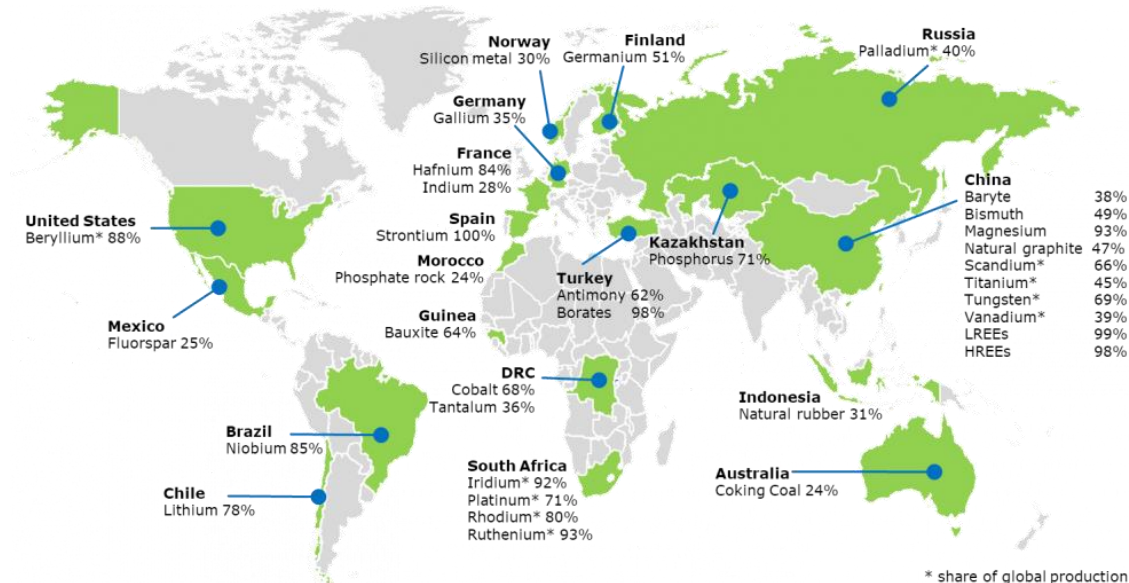 Norway
Silicon metal 30%
Finland
Germanium 51%
Russia
Palladium* 40%
Germany
Gallium 35%
France
Hafnium 84%
Indium 28%
United States
Beryllium* 88%
Spain
Strontium 100%
Morocco
Phosphate rock 24%
Kazakhstan
Phosphorus 71%
China
Baryte 38%
Bismuth 49%
Magnesium 93%
Natural graphite 47%
Scandium* 66%
Titanium* 45%
Tungsten* 69%
Vanadium* 39%
LREEs 99%
HREEs 98%
Turkey
Antimony 62%
Borates 98%
Mexico
Fluorspar 25%
Guinea
Bauxite 64%
DRC
Cobalt 68%
Tantalum 36%
Indonesia
Natural rubber 31%
Brazil
Niobium 85%
Chile
Lithium 78%
South Africa
Iridium* 92%
Platinum* 71%
Rhodium* 80%
Ruthenium* 93%
Australia
Coking Coal 24%
* share of global production